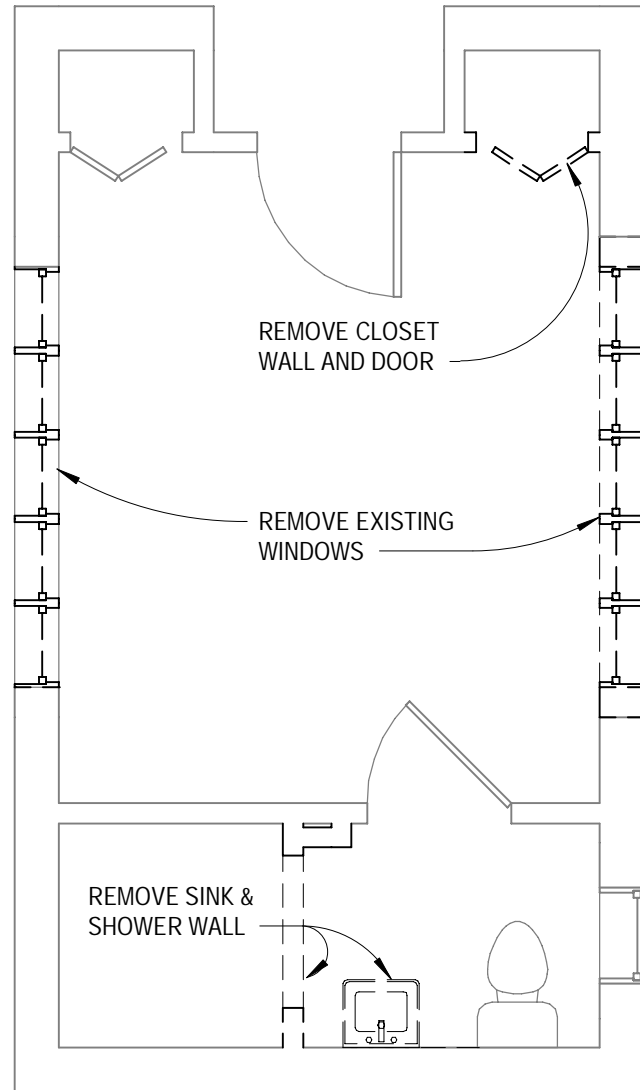 REMOVE CLOSET
WALL AND DOOR
REMOVE EXISTING
WINDOWS
REMOVE SINK &
SHOWER WALL